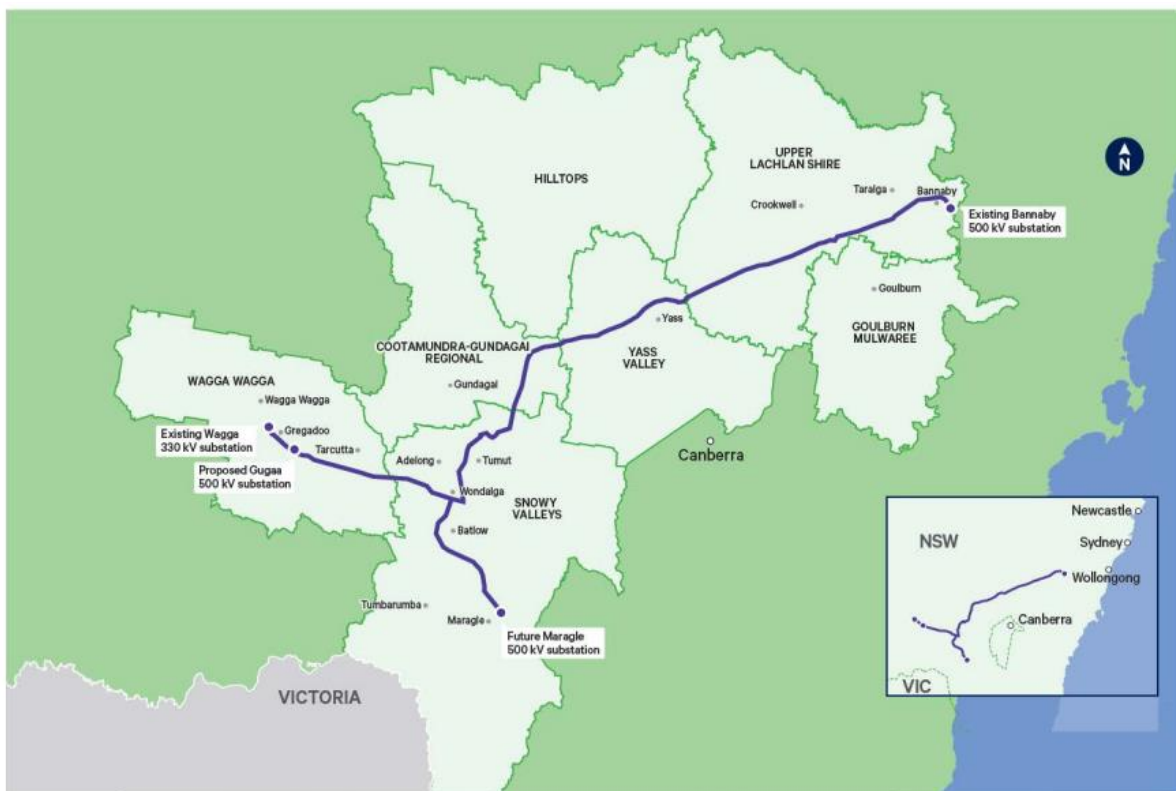 UPPER
LACHLAN SHIRE
N
HILLTOPS
Taralga
Bannaby
Crookwell
Existing Bannaby
500 kV substation
Goulburn
GOULBURN
MULWAREE
Yass
YASS
VALLEY
COOTAMUNDRA-GUNDAGAI
REGIONAL
Gundagai
WAGGA WAGGA
Wagga Wagga
Gregadoo
Existing Wagga
330 kV substation
Tarcutta
Proposed Gugaa
500 kV substation
Adelong
Tumut
Canberra
Wondalga
SNOWY
VALLEYS
Batlow
Tumbarumba
Maragle
Future Maragle
500 kV substation
VICTORIA
Newcastle
NSW
Sydney
Wollongong
Canberra
VIC